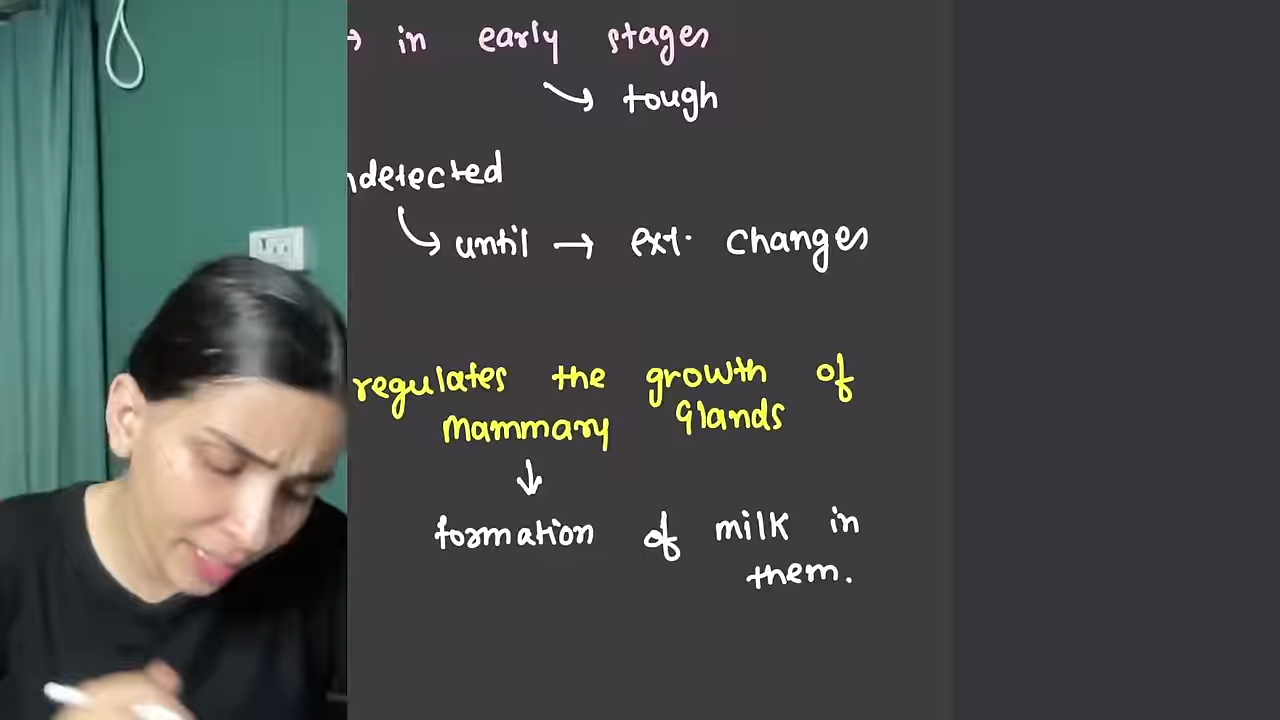 → in early stages
↘ tough
ndetected
↳ until → ext. changes
regulates the growth of
Mammary Glands
↓
formation of milk in
them.